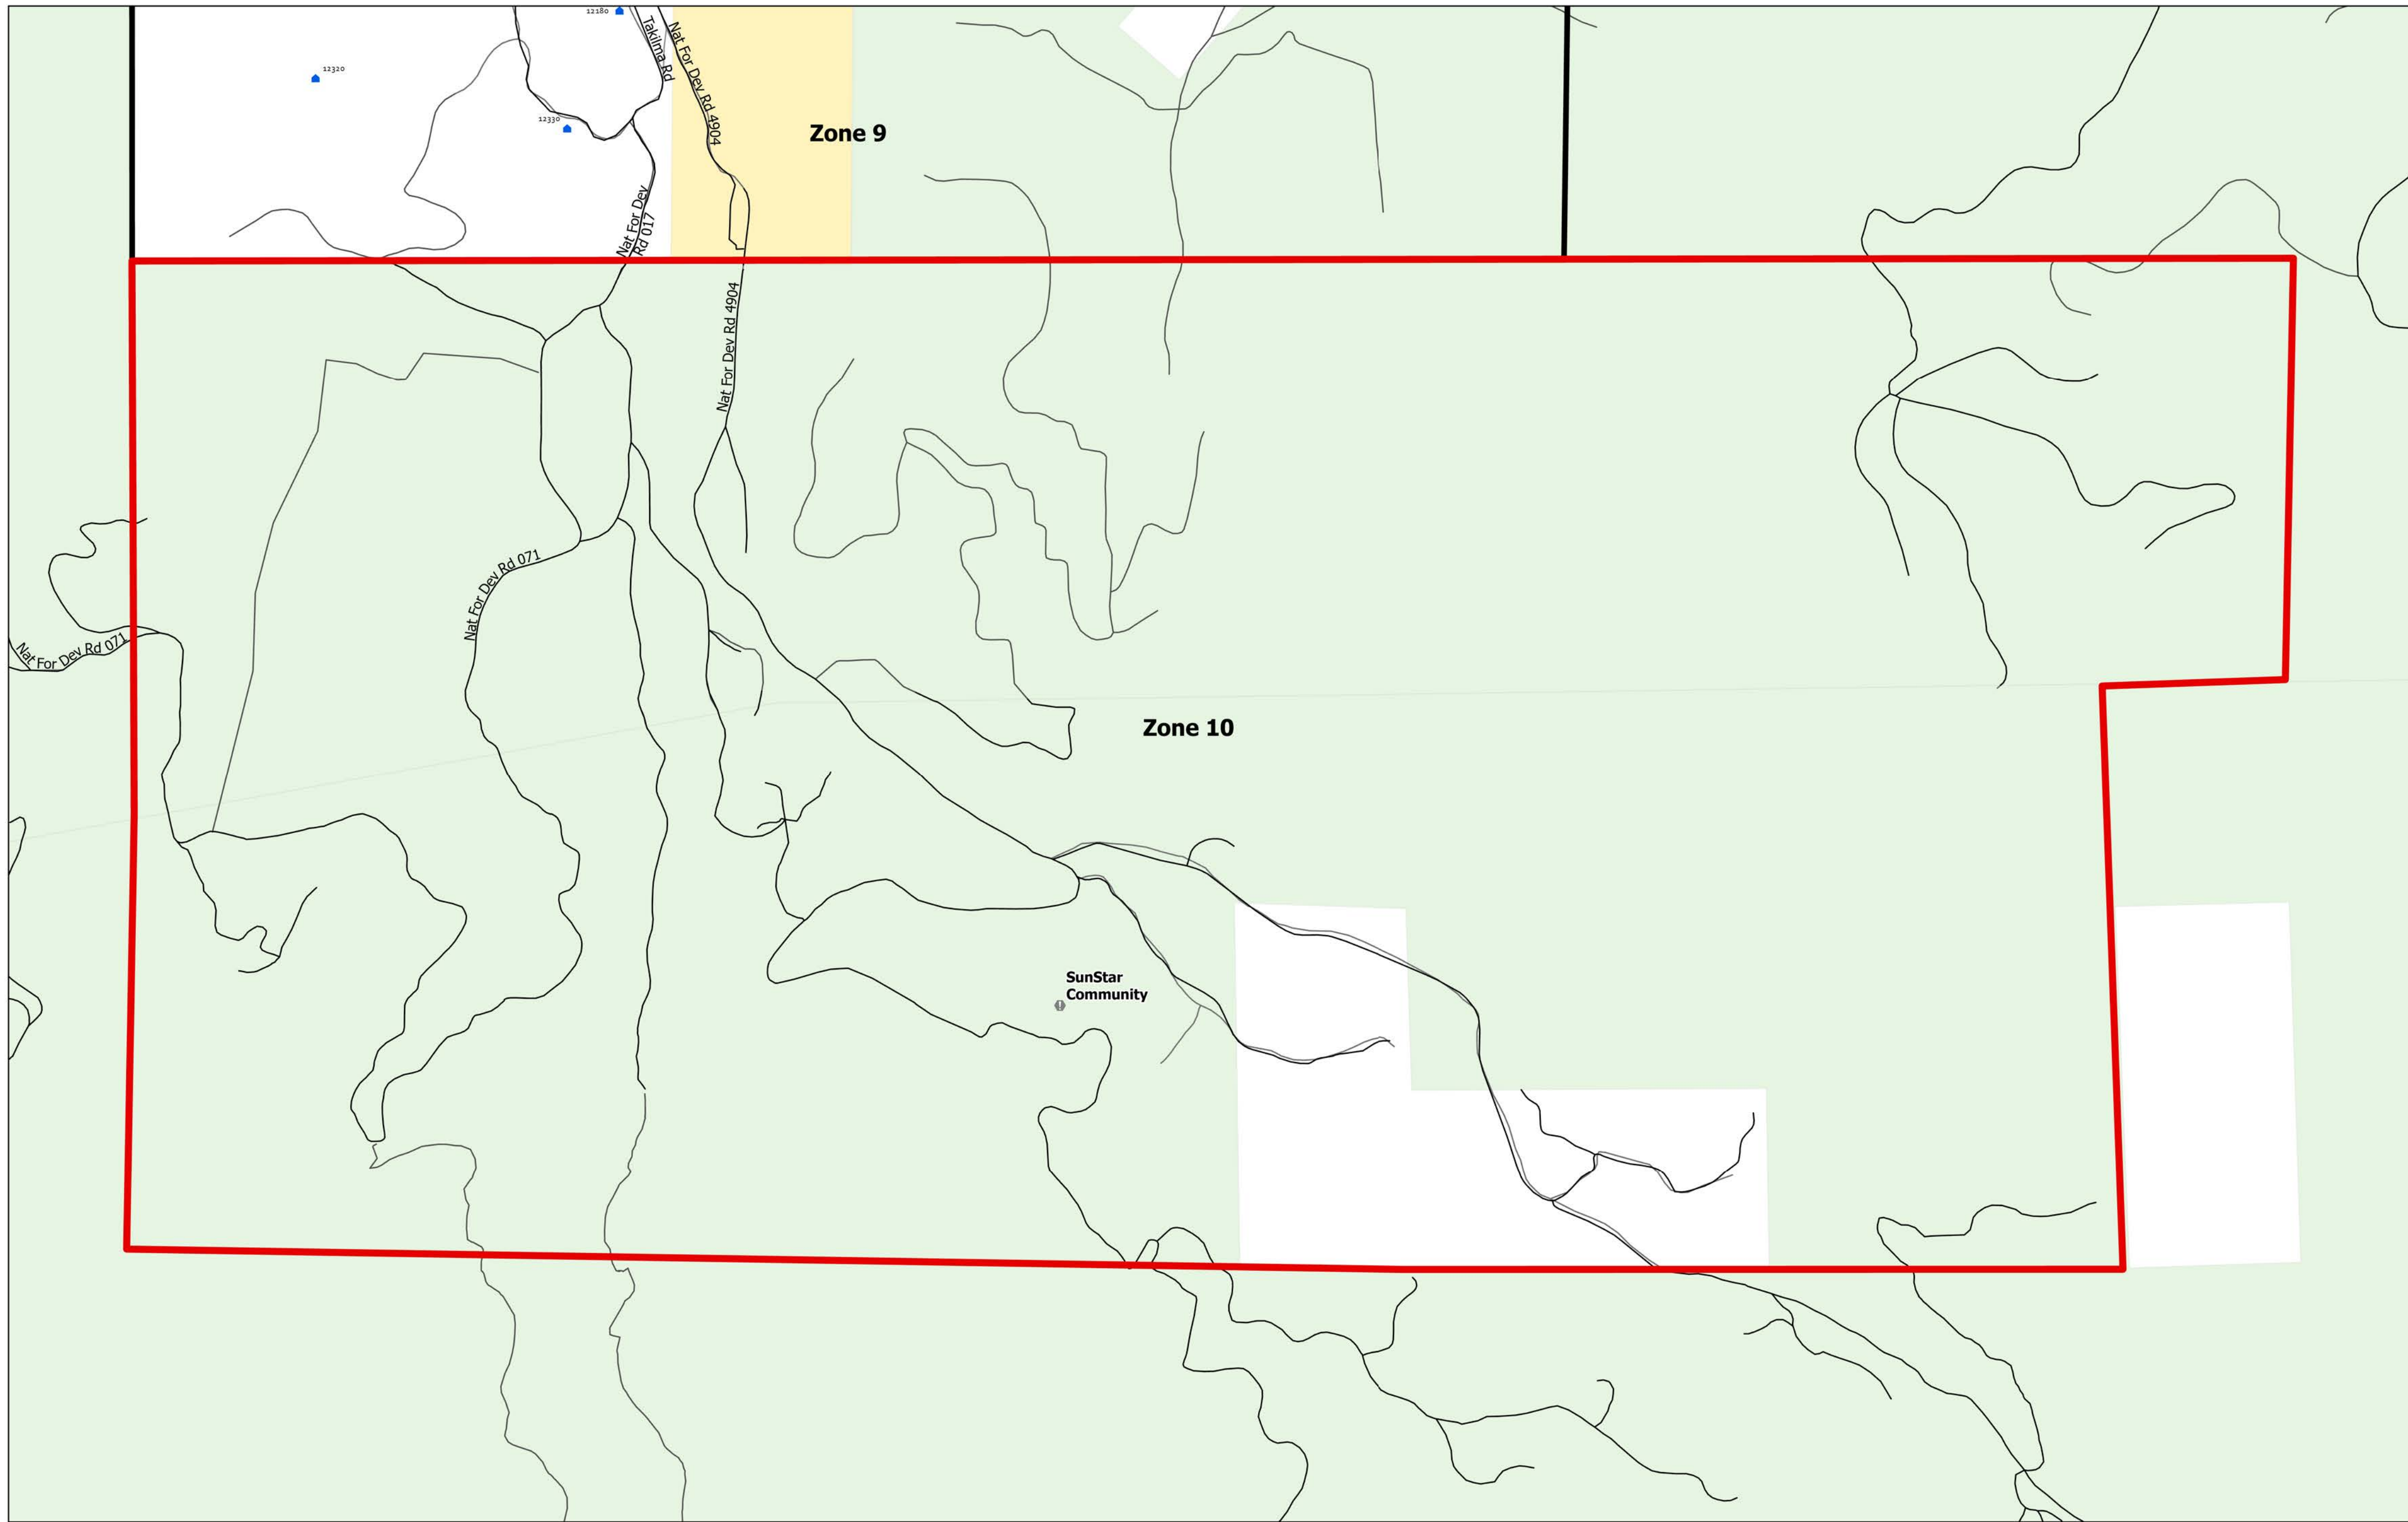 12180
Takilma Rd
Nat For Dev Rd 4904
12320
12330
Zone 9
Nat For Dev
Rd 017
Nat For Dev Rd 4904
Nat For Dev Rd 071
Nat For Dev Rd 071
Zone 10
SunStar
Community